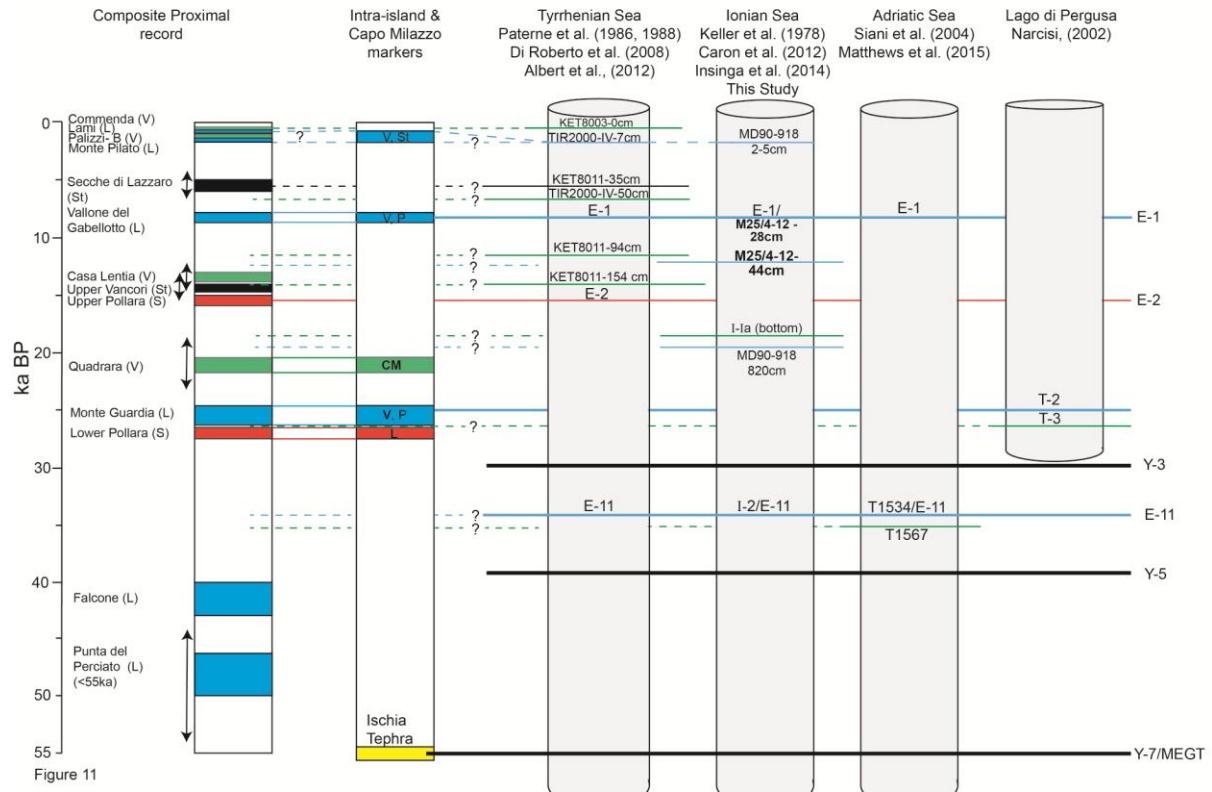 Composite Proximal
record
Intra-island &
Capo Milazzo
markers
Tyrrhenian Sea
Paterne et al. (1986, 1988)
Di Roberto et al. (2008)
Albert et al., (2012)
Ionian Sea
Keller et al. (1978)
Caron et al. (2012)
Insinga et al. (2014)
This Study
Adriatic Sea
Siani et al. (2004)
Matthews et al. (2015)
Lago di Pergusa
Narcisi, (2002)
ka BP
0
10
20
30
40
50
55
Commenda (V)
Lami (L)
Palizzi- B (V)
Monte Pilato (L)
Secche di Lazzaro
(St)
Vallone del
Gabellotto (L)
Casa Lentia (V)
Upper Vancori (St)
Upper Pollara (S)
Quadrara (V)
Monte Guardia (L)
Lower Pollara (S)
Falcone (L)
Punta del
Perciato (L)
(<55ka)
?
V, St
V, P
CM
V, P
L
Ischia
Tephra
?
?
?
?
?
?
?
?
?
?
?
KET8003-0cm
TIR2000-IV-7cm
KET8011-35cm
TIR2000-IV-50cm
E-1
KET8011-94cm
KET8011-154 cm
E-2
E-11
MD90-918
2-5cm
E-1/
M25/4-12 -
28cm
M25/4-12-
44cm
I-Ia (bottom)
MD90-918
820cm
I-2/E-11
E-1
T1534/E-11
T1567
T-2
T-3
E-1
E-2
Y-3
E-11
Y-5
Y-7/MEGT
Figure 11